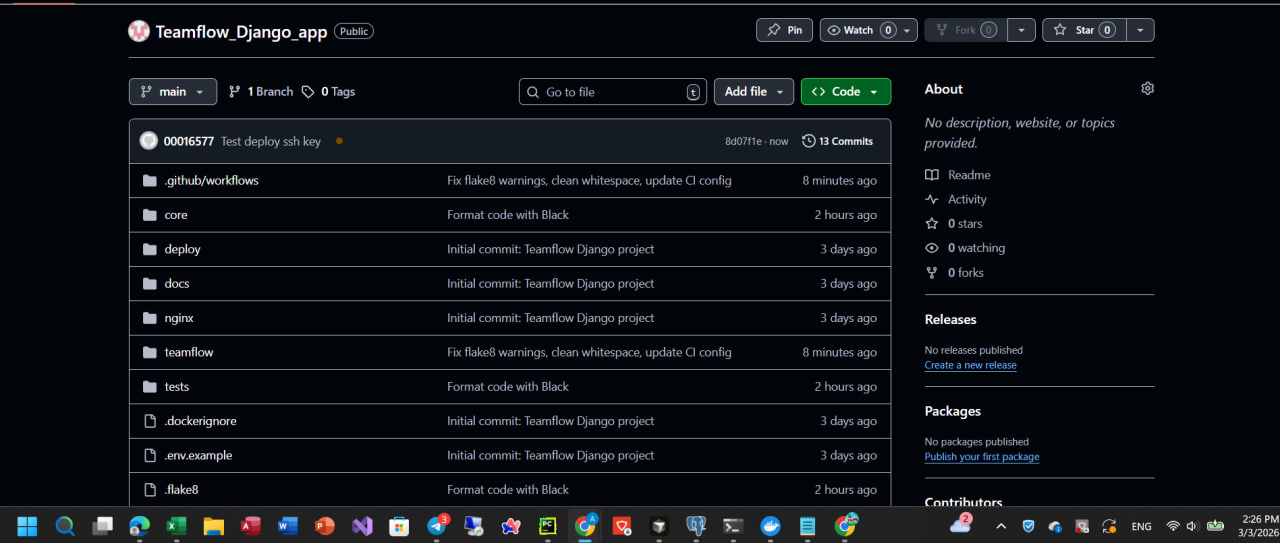 Teamflow_Django_app Public Pin Watch 0 Fork 0 Star 0
main 1 Branch 0 Tags Go to file t Add file Code
00016577 Test deploy ssh key 8d07f1e · now 13 Commits
.github/workflows Fix flake8 warnings, clean whitespace, update CI config 8 minutes ago
core Format code with Black 2 hours ago
deploy Initial commit: Teamflow Django project 3 days ago
docs Initial commit: Teamflow Django project 3 days ago
nginx Initial commit: Teamflow Django project 3 days ago
teamflow Fix flake8 warnings, clean whitespace, update CI config 8 minutes ago
tests Format code with Black 2 hours ago
.dockerignore Initial commit: Teamflow Django project 3 days ago
.env.example Initial commit: Teamflow Django project 3 days ago
.flake8 Format code with Black 2 hours ago
About
No description, website, or topics
provided.
Readme
Activity
0 stars
0 watching
0 forks
Releases
No releases published
Create a new release
Packages
No packages published
Publish your first package
Contributors
3 2 ENG 2:26 PM